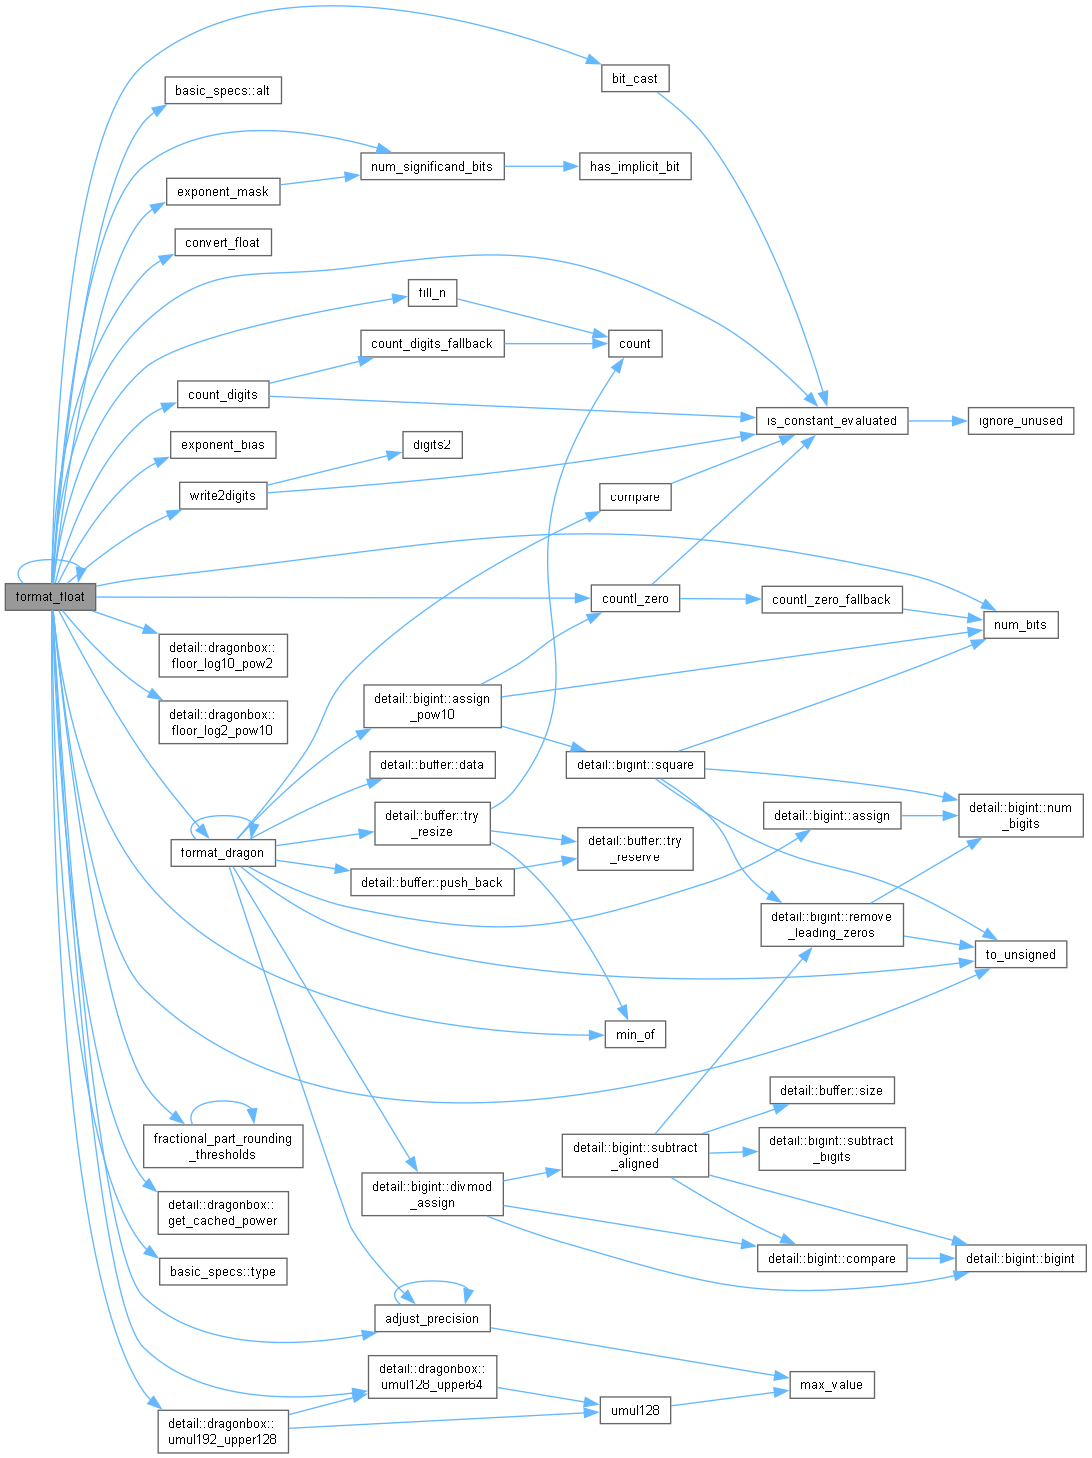 bit_cast
basic_specs::alt
num_significand_bits
has_implicit_bit
exponent_mask
convert_float
fill_n
count_digits_fallback
count
count_digits
is_constant_evaluated
ignore_unused
exponent_bias
digits2
write2digits
compare
format_float
countl_zero
countl_zero_fallback
num_bits
detail::dragonbox::
floor_log10_pow2
detail::bigint::assign
_pow10
detail::dragonbox::
floor_log2_pow10
detail::buffer::data
detail::bigint::square
detail::buffer::try
_resize
detail::bigint::assign
detail::bigint::num
_bigits
format_dragon
detail::buffer::try
_reserve
detail::buffer::push_back
detail::bigint::remove
_leading_zeros
to_unsigned
min_of
detail::buffer::size
fractional_part_rounding
_thresholds
detail::bigint::subtract
_aligned
detail::bigint::subtract
_bigits
detail::bigint::divmod
_assign
detail::dragonbox::
get_cached_power
detail::bigint::compare
detail::bigint::bigint
basic_specs::type
adjust_precision
detail::dragonbox::
umul128_upper64
max_value
umul128
detail::dragonbox::
umul192_upper128